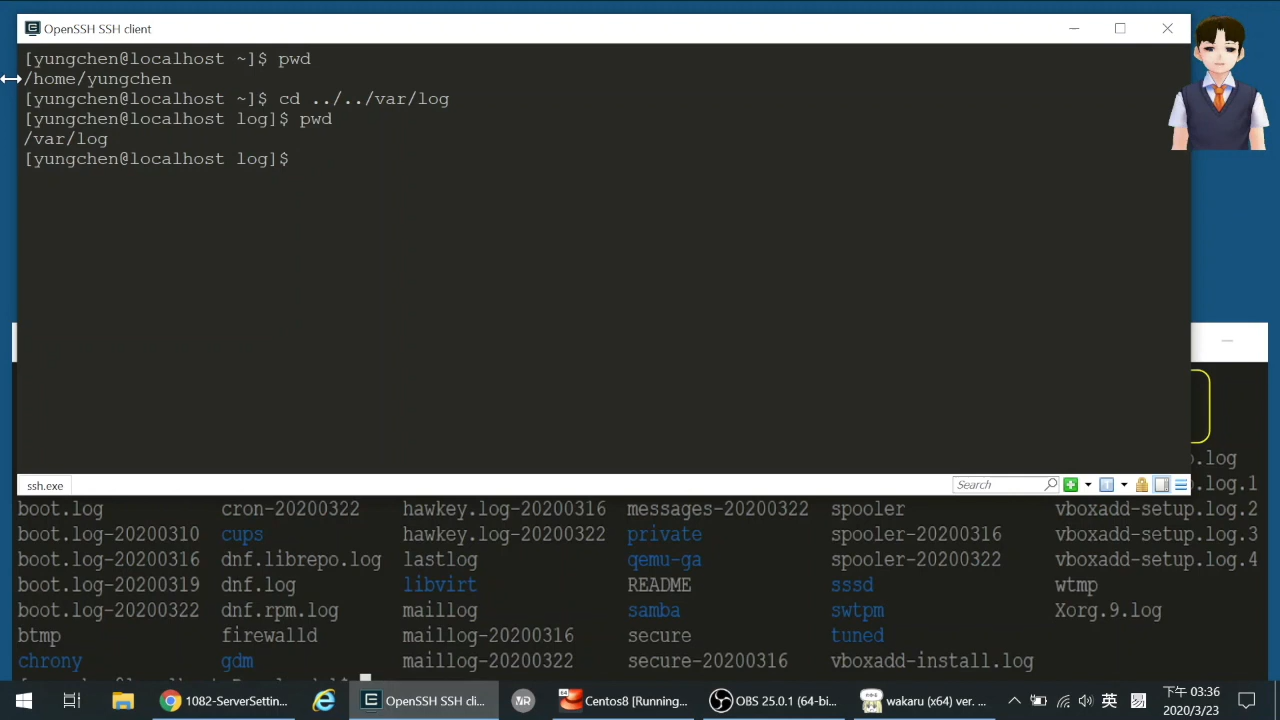 OpenSSH SSH client
[yungchen@localhost ~]$ pwd
/home/yungchen
[yungchen@localhost ~]$ cd ../../var/log
[yungchen@localhost log]$ pwd
/var/log
[yungchen@localhost log]$
p.log
ssh.exe Search p.log.1
boot.log cron-20200322 hawkey.log-20200316 messages-20200322 spooler vboxadd-setup.log.2
boot.log-20200310 cups hawkey.log-20200322 private spooler-20200316 vboxadd-setup.log.3
boot.log-20200316 dnf.librepo.log lastlog qemu-ga spooler-20200322 vboxadd-setup.log.4
boot.log-20200319 dnf.log libvirt README sssd wtmp
boot.log-20200322 dnf.rpm.log maillog samba swtpm Xorg.9.log
btmp firewalld maillog-20200316 secure tuned
chrony gdm maillog-20200322 secure-20200316 vboxadd-install.log
1082-ServerSettin... OpenSSH SSH cli... Centos8 [Running... OBS 25.0.1 (64-bi... wakaru (x64) ver. ... 英 下午 03:36
2020/3/23